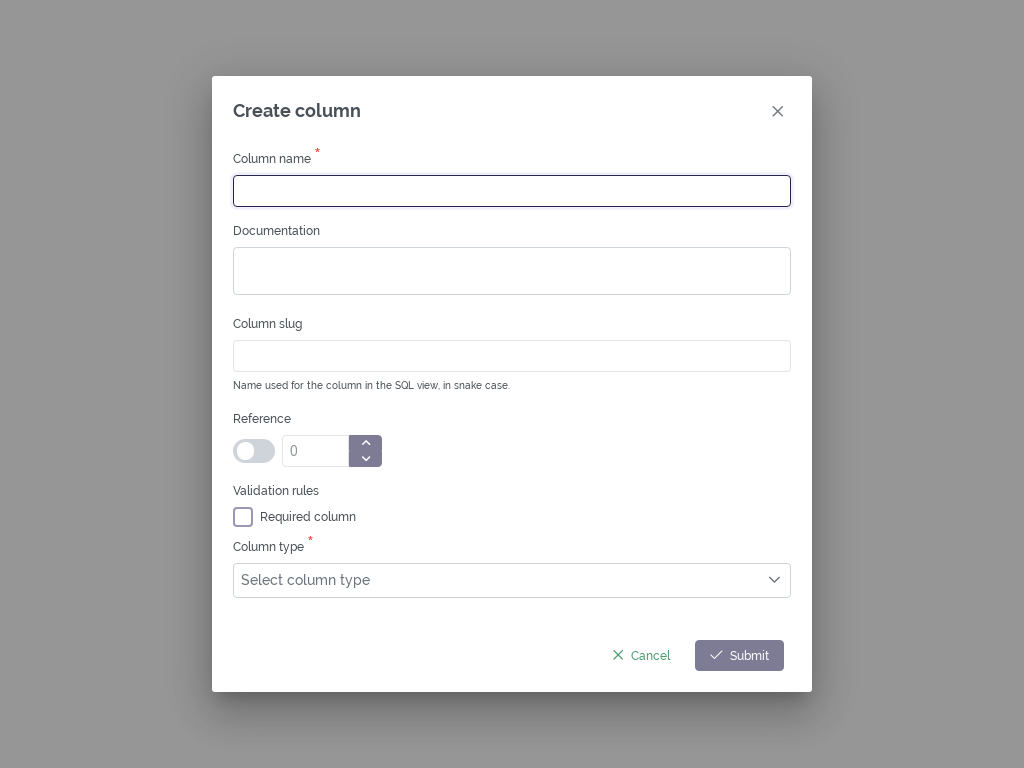 Create column
Column name *
Documentation
Column slug
Name used for the column in the SQL view, in snake case.
Reference
0
Validation rules
Required column
Column type *
Select column type
Cancel
Submit